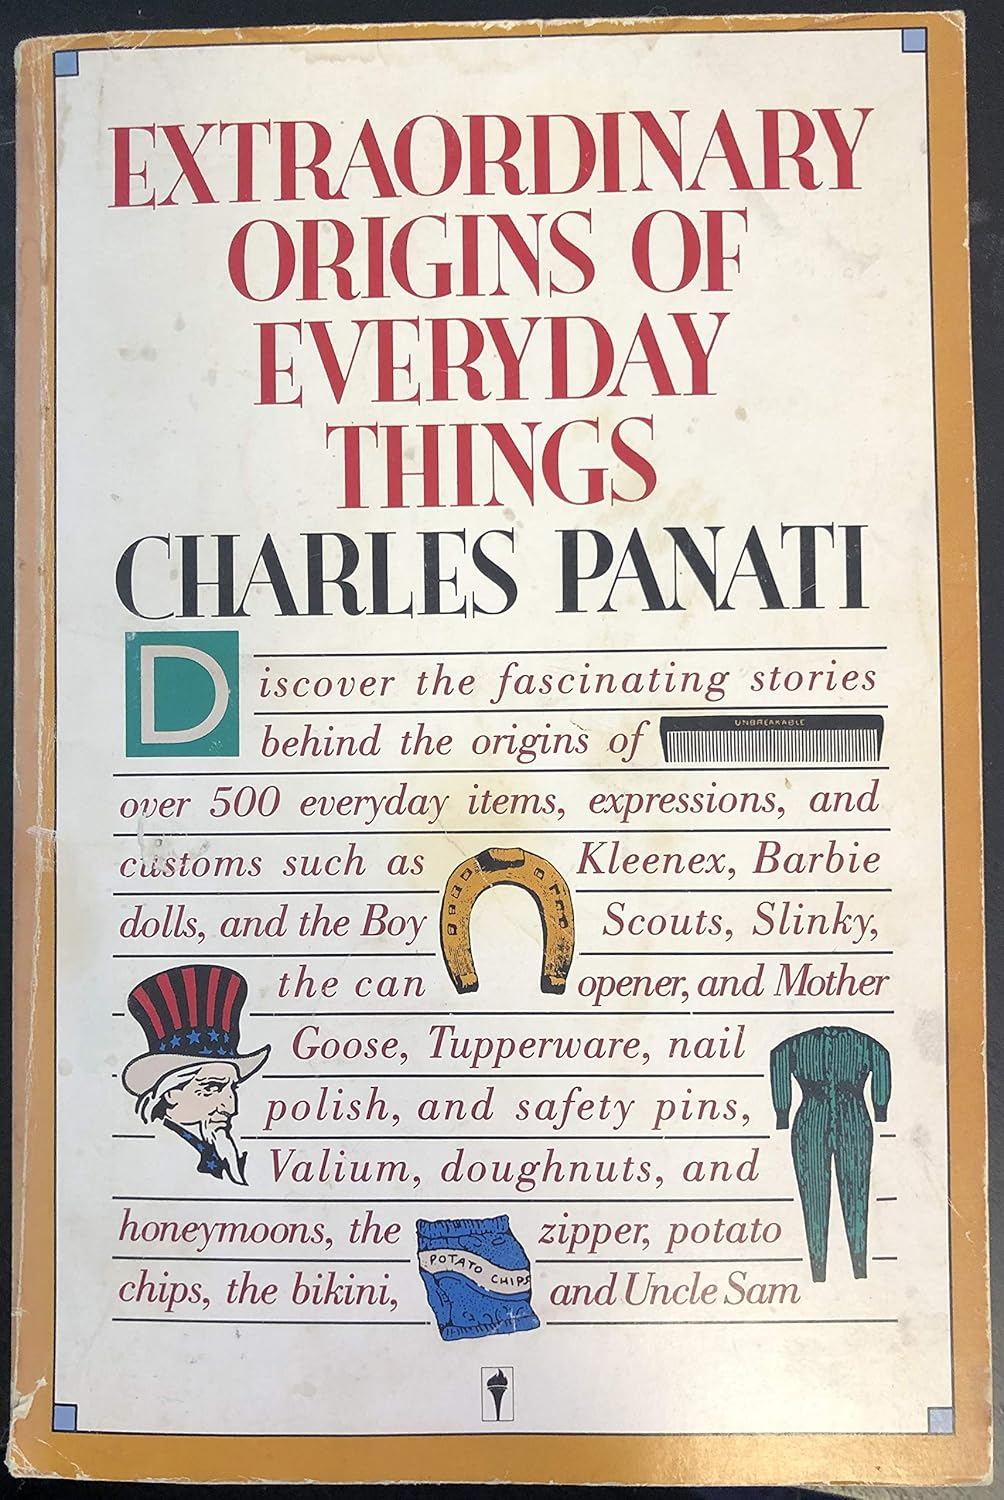 EXTRAORDINARY
ORIGINS OF
EVERYDAY
THINGS
CHARLES PANATI
Discover the fascinating stories
behind the origins of
UNBREAKABLE
over 500 everyday items, expressions, and
customs such as Kleenex, Barbie
dolls, and the Boy Scouts, Slinky,
the can opener, and Mother
Goose, Tupperware, nail
polish, and safety pins,
Valium, doughnuts, and
honeymoons, the zipper, potato
POTATO CHIPS
chips, the bikini, and Uncle Sam